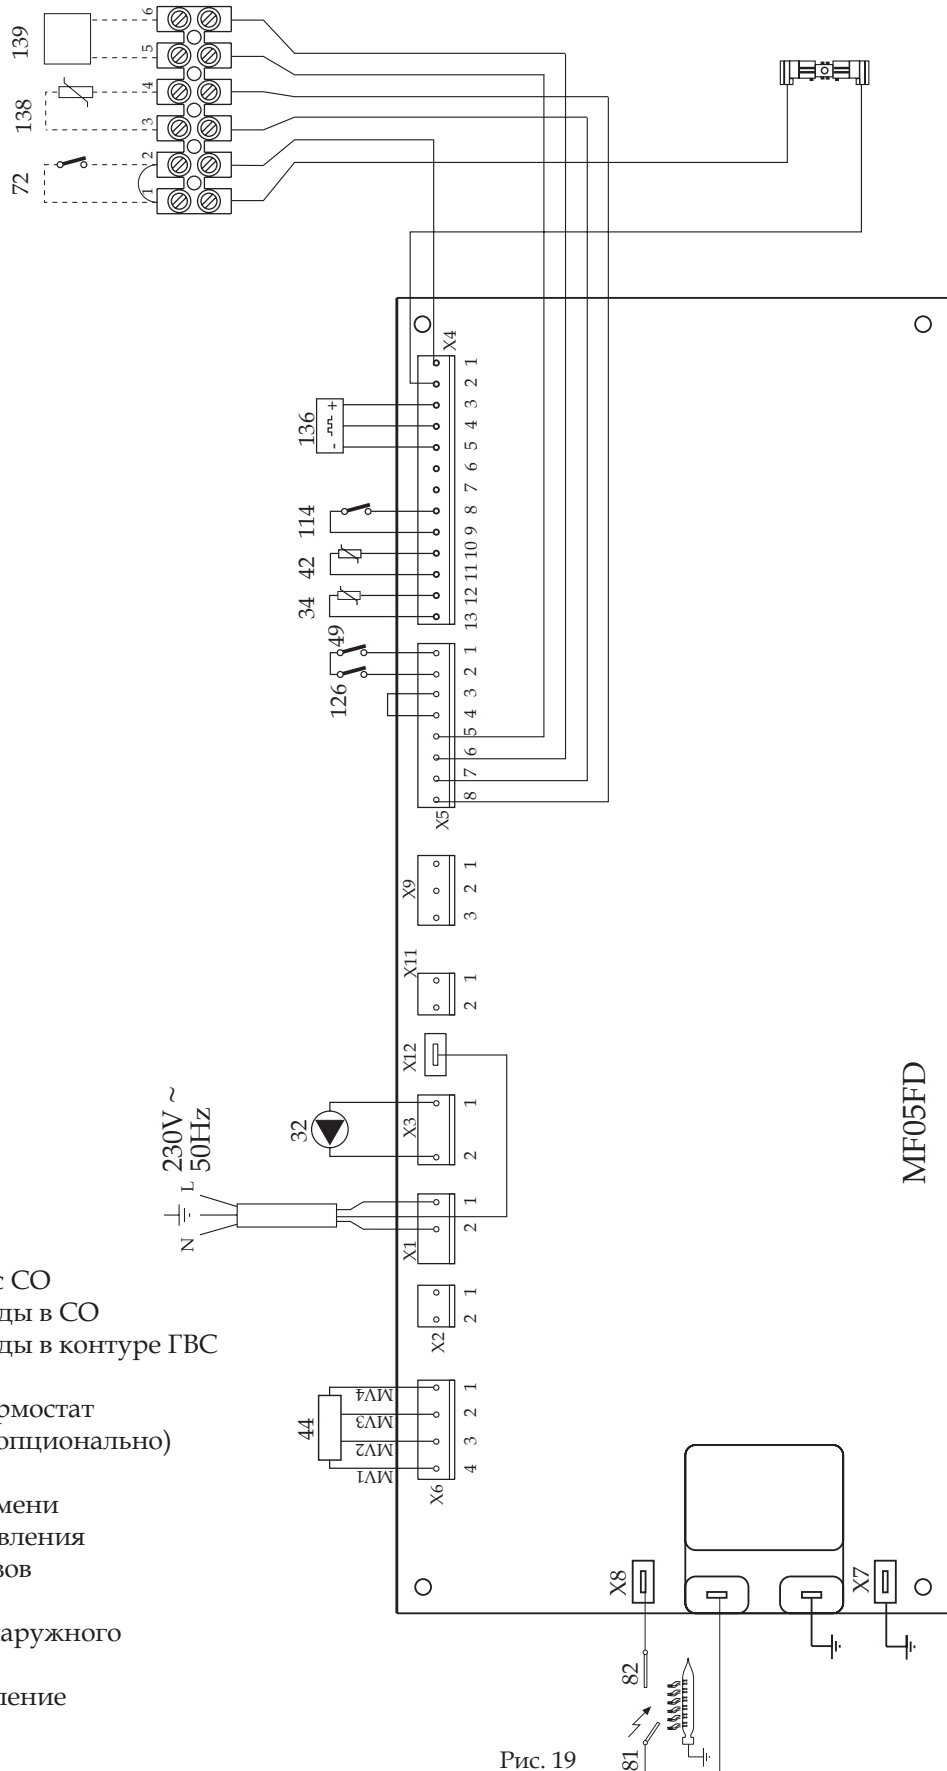 139
6
5
138
4
3
72
2
1
X4
1
2
3
4
5
6
7
8
9
10
11
12
13
136
- +
114
42
34
49
126
1
2
3
4
5
6
7
8
X5
X9
1
2
3
X11
1
2
X12
230V ~
50Hz
L
N
32
X3
1
2
X1
1
2
X2
1
2
44
MV4
MV3
MV2
MV1
X6
1
2
3
4
MF05FD
X8
X7
82
81
с СО
ды в СО
ды в контуре ГВС
рмостат
опционально)
мени
вления
зов
аружного
ление
Рис. 19